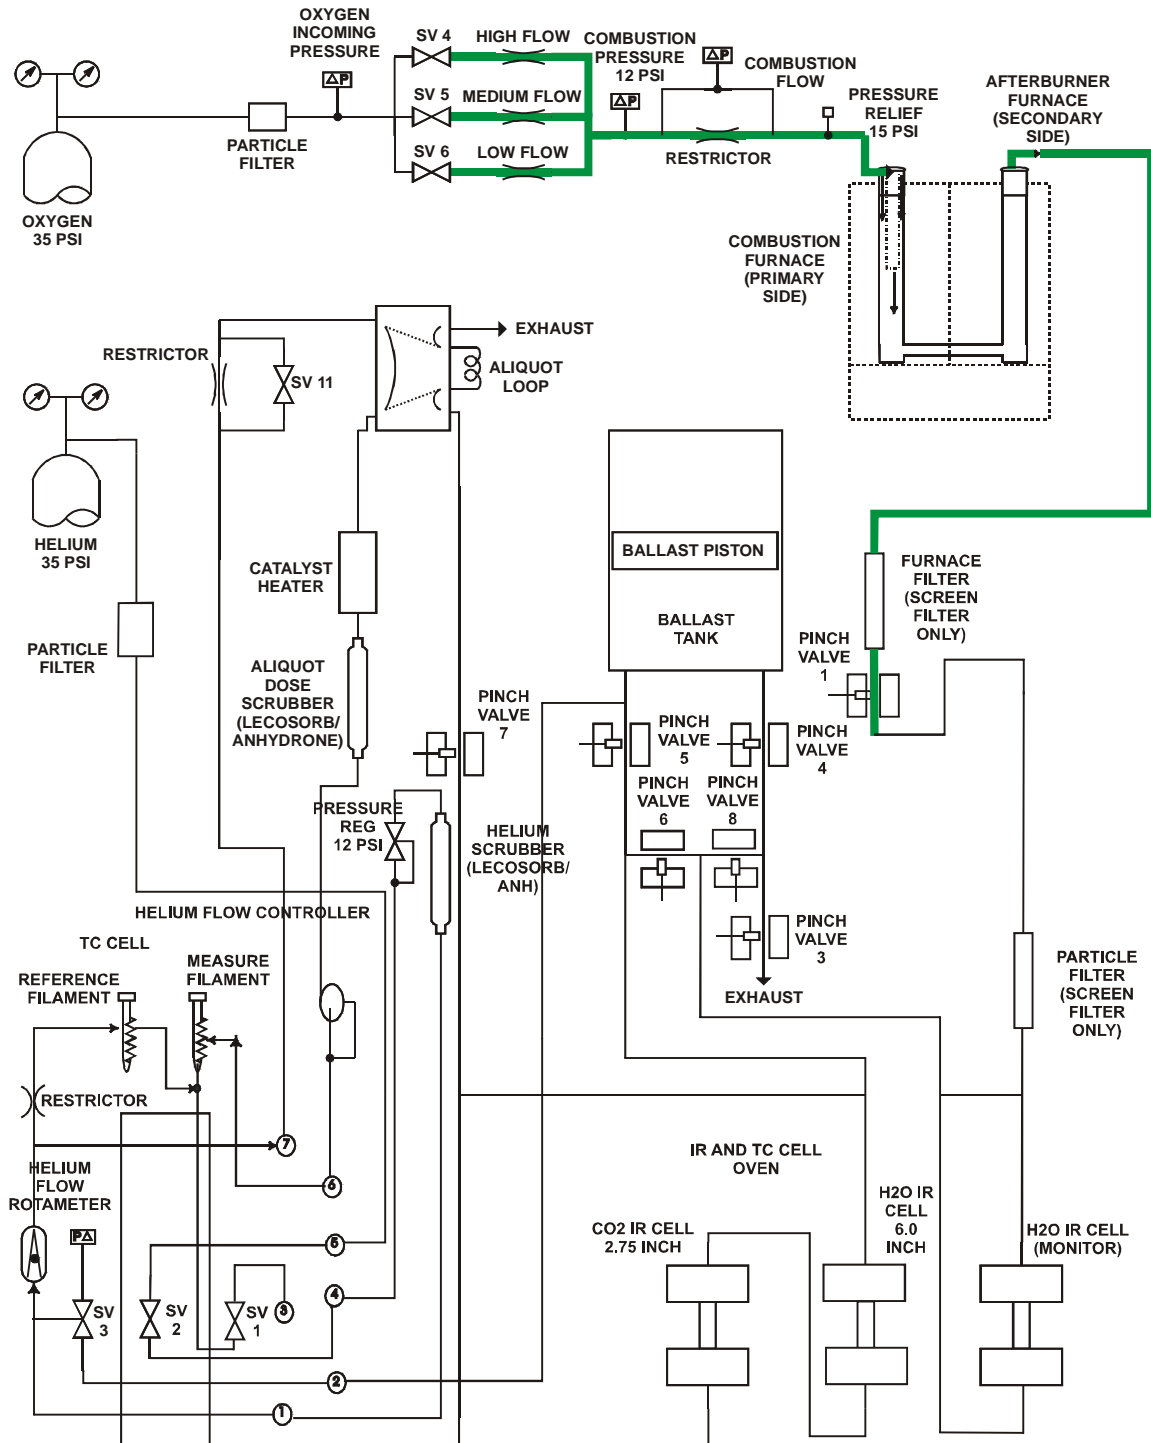 OXYGEN
INCOMING
PRESSURE
SV 4
HIGH FLOW
COMBUSTION
PRESSURE
12 PSI
△P
COMBUSTION
FLOW
AFTERBURNER
FURNACE
(SECONDARY
SIDE)
△P
△P
SV 5
MEDIUM FLOW
PRESSURE
RELIEF
15 PSI
PARTICLE
FILTER
SV 6
LOW FLOW
RESTRICTOR
OXYGEN
35 PSI
COMBUSTION
FURNACE
(PRIMARY
SIDE)
EXHAUST
RESTRICTOR
SV 11
ALIQUOT
LOOP
HELIUM
35 PSI
BALLAST PISTON
CATALYST
HEATER
FURNACE
FILTER
(SCREEN
FILTER
ONLY)
BALLAST
TANK
PARTICLE
FILTER
ALIQUOT
DOSE
SCRUBBER
(LECOSORB/
ANHYDRONE)
PINCH
VALVE
7
PINCH
VALVE
1
PINCH
VALVE
5
PINCH
VALVE
4
PINCH
VALVE
6
PINCH
VALVE
8
PRESSURE
REG
12 PSI
HELIUM
SCRUBBER
(LECOSORB/
ANH)
HELIUM FLOW CONTROLLER
PINCH
VALVE
3
TC CELL
MEASURE
FILAMENT
REFERENCE
FILAMENT
EXHAUST
PARTICLE
FILTER
(SCREEN
FILTER
ONLY)
RESTRICTOR
7
IR AND TC CELL
OVEN
HELIUM
FLOW
ROTAMETER
6
H2O IR
CELL
6.0
INCH
P△
5
CO2 IR CELL
2.75 INCH
H2O IR CELL
(MONITOR)
4
SV
3
SV
2
SV
1
3
2
1